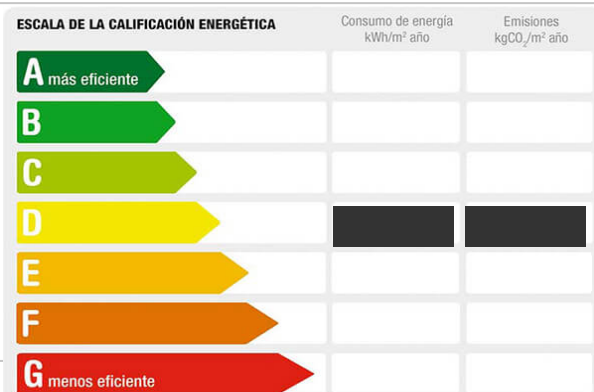 ESCALA DE LA CALIFICACIÓN ENERGÉTICA
Consumo de energía
kWh/m² año
Emisiones
kgCO₂/m² año
A más eficiente
B
C
D
E
F
G menos eficiente